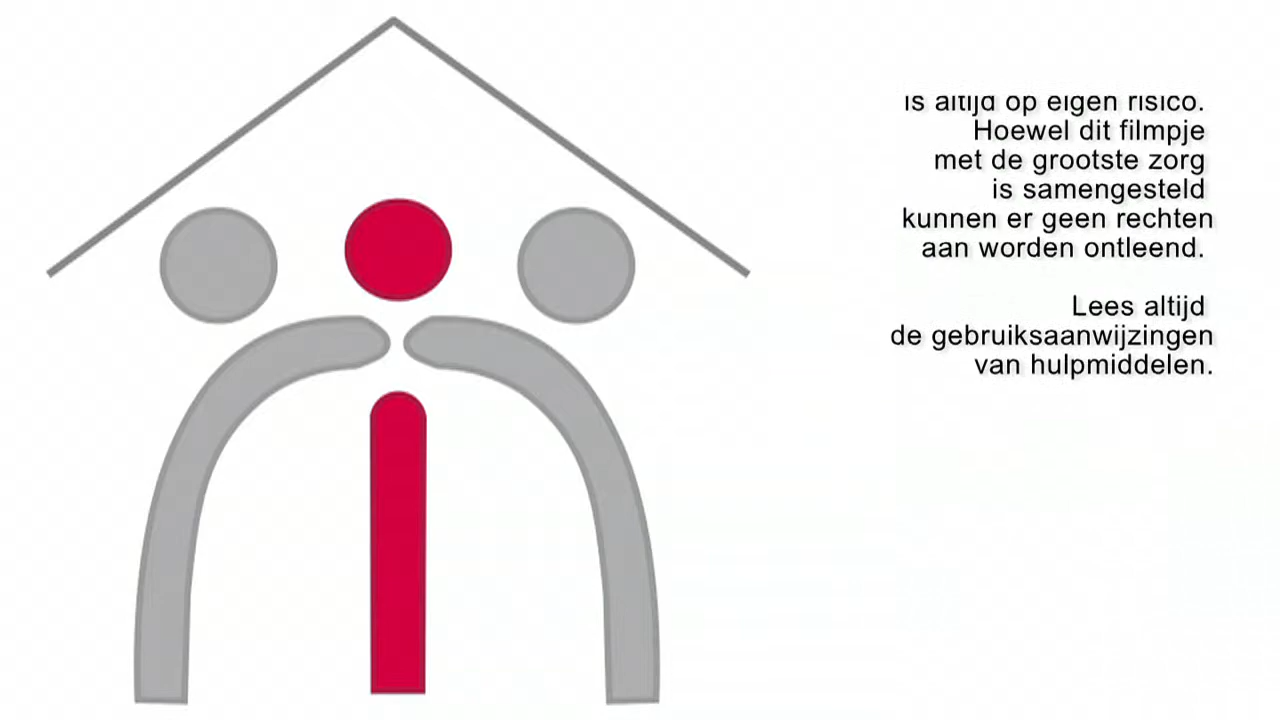 is altijd op eigen risico.
Hoewel dit filmpje
met de grootste zorg
is samengesteld
kunnen er geen rechten
aan worden ontleend.
Lees altijd
de gebruiksaanwijzingen
van hulpmiddelen.